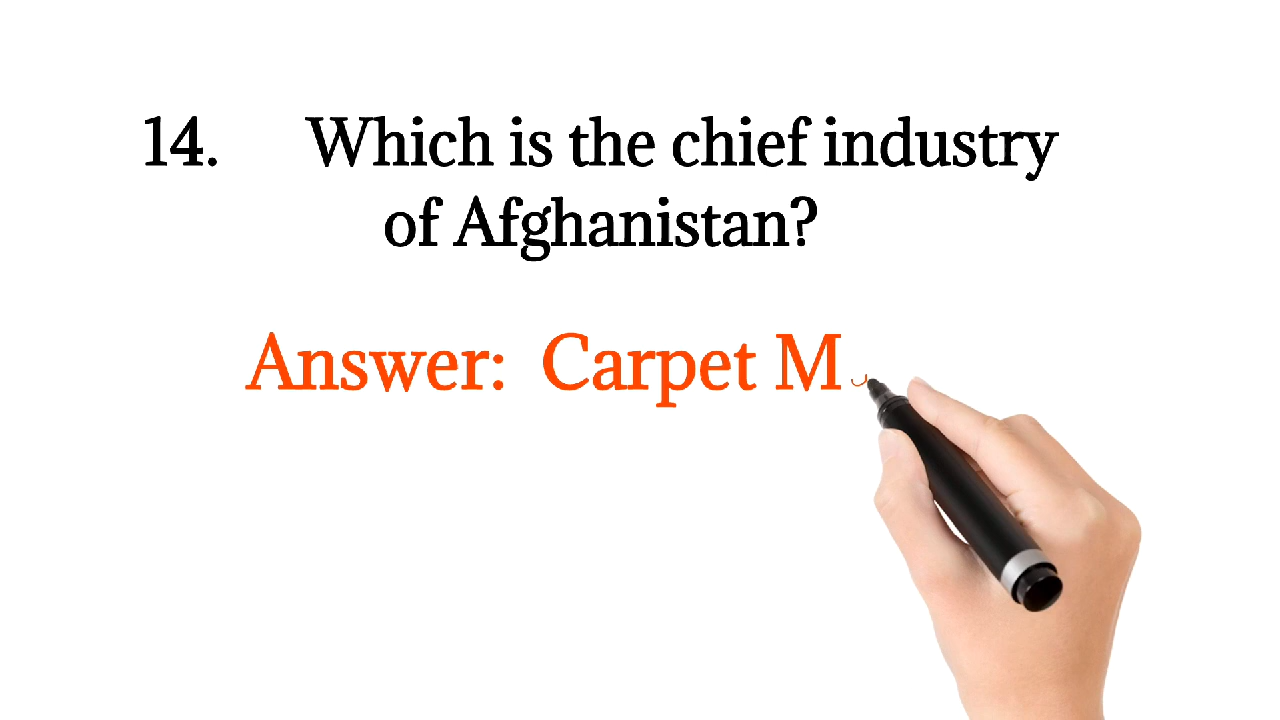 14. Which is the chief industry
of Afghanistan?
Answer: Carpet M